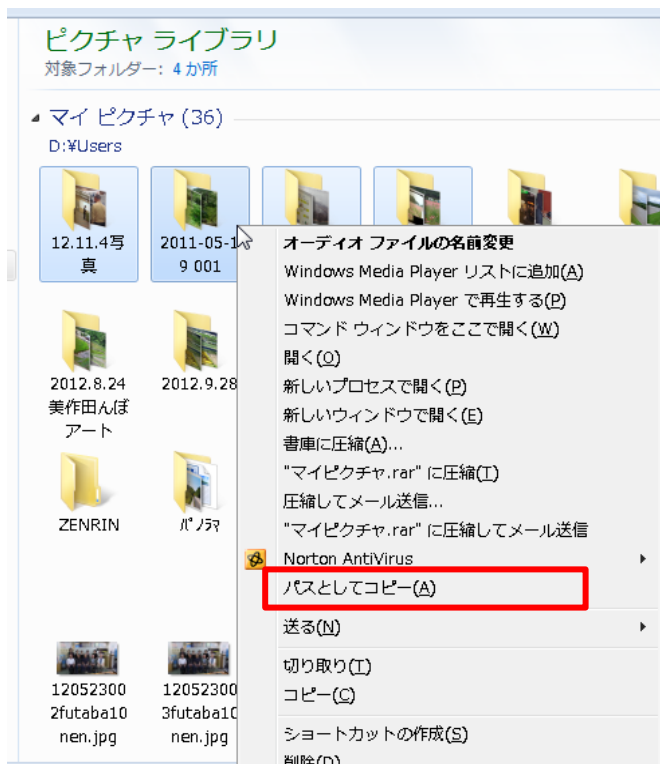 ピクチャ ライブラリ
対象フォルダー: 4 か所
マイ ピクチャ (36)
D:¥Users
12.11.4写
真
2011-05-1
9 001
2012.8.24
美作田んぼ
アート
2012.9.28
ZENRIN
パノラマ
12052300
2futaba10
nen.jpg
12052300
3futaba10
nen.jpg
オーディオ ファイルの名前変更
Windows Media Player リストに追加(A)
Windows Media Player で再生する(P)
コマンド ウィンドウをここで開く(W)
開く(O)
新しいプロセスで開く(P)
新しいウィンドウで開く(E)
書庫に圧縮(A)...
"マイピクチャ.rar" に圧縮(T)
圧縮してメール送信...
"マイピクチャ.rar" に圧縮してメール送信
Norton AntiVirus
パスとしてコピー(A)
送る(N)
切り取り(T)
コピー(C)
ショートカットの作成(S)
削除(D)